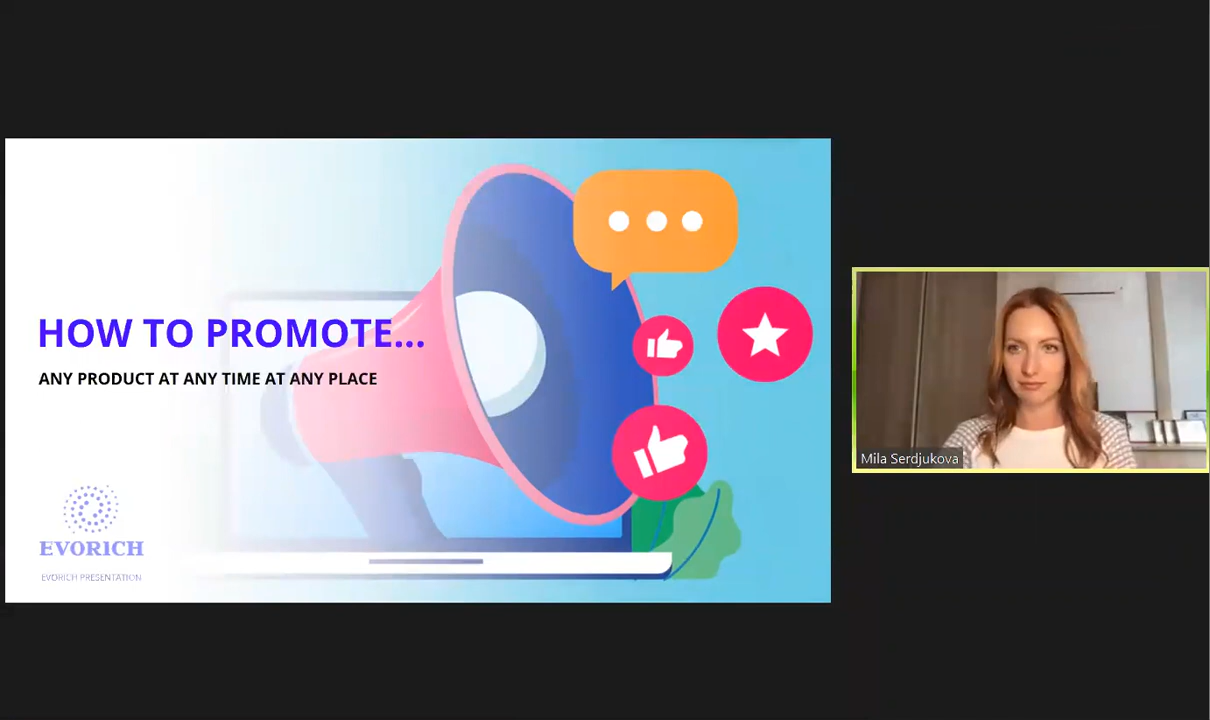 HOW TO PROMOTE...
ANY PRODUCT AT ANY TIME AT ANY PLACE
EVORICH
EVORICH PRESENTATION
Mila Serdjukova